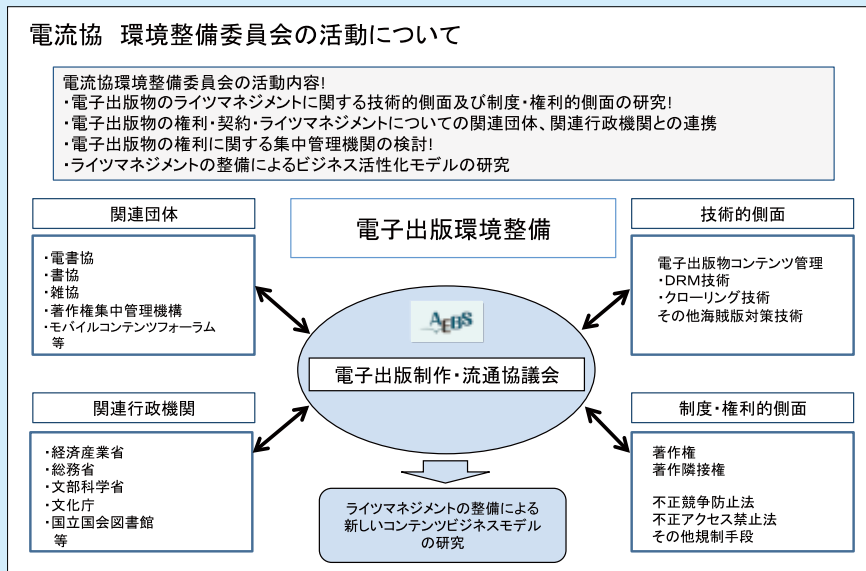 電流協　環境整備委員会の活動について
電流協環境整備委員会の活動内容!
・電子出版物のライツマネジメントに関する技術的側面及び制度・権利的側面の研究!
・電子出版物の権利・契約・ライツマネジメントについての関連団体、関連行政機関との連携
・電子出版物の権利に関する集中管理機関の検討!
・ライツマネジメントの整備によるビジネス活性化モデルの研究
関連団体
・電書協
・書協
・雑協
・著作権集中管理機構
・モバイルコンテンツフォーラム
等
電子出版環境整備
技術的側面
電子出版物コンテンツ管理
・DRM技術
・クローリング技術
その他海賊版対策技術
AEBS
電子出版制作・流通協議会
関連行政機関
・経済産業省
・総務省
・文部科学省
・文化庁
・国立国会図書館
等
制度・権利的側面
著作権
著作隣接権
不正競争防止法
不正アクセス禁止法
その他規制手段
ライツマネジメントの整備による
新しいコンテンツビジネスモデル
の研究